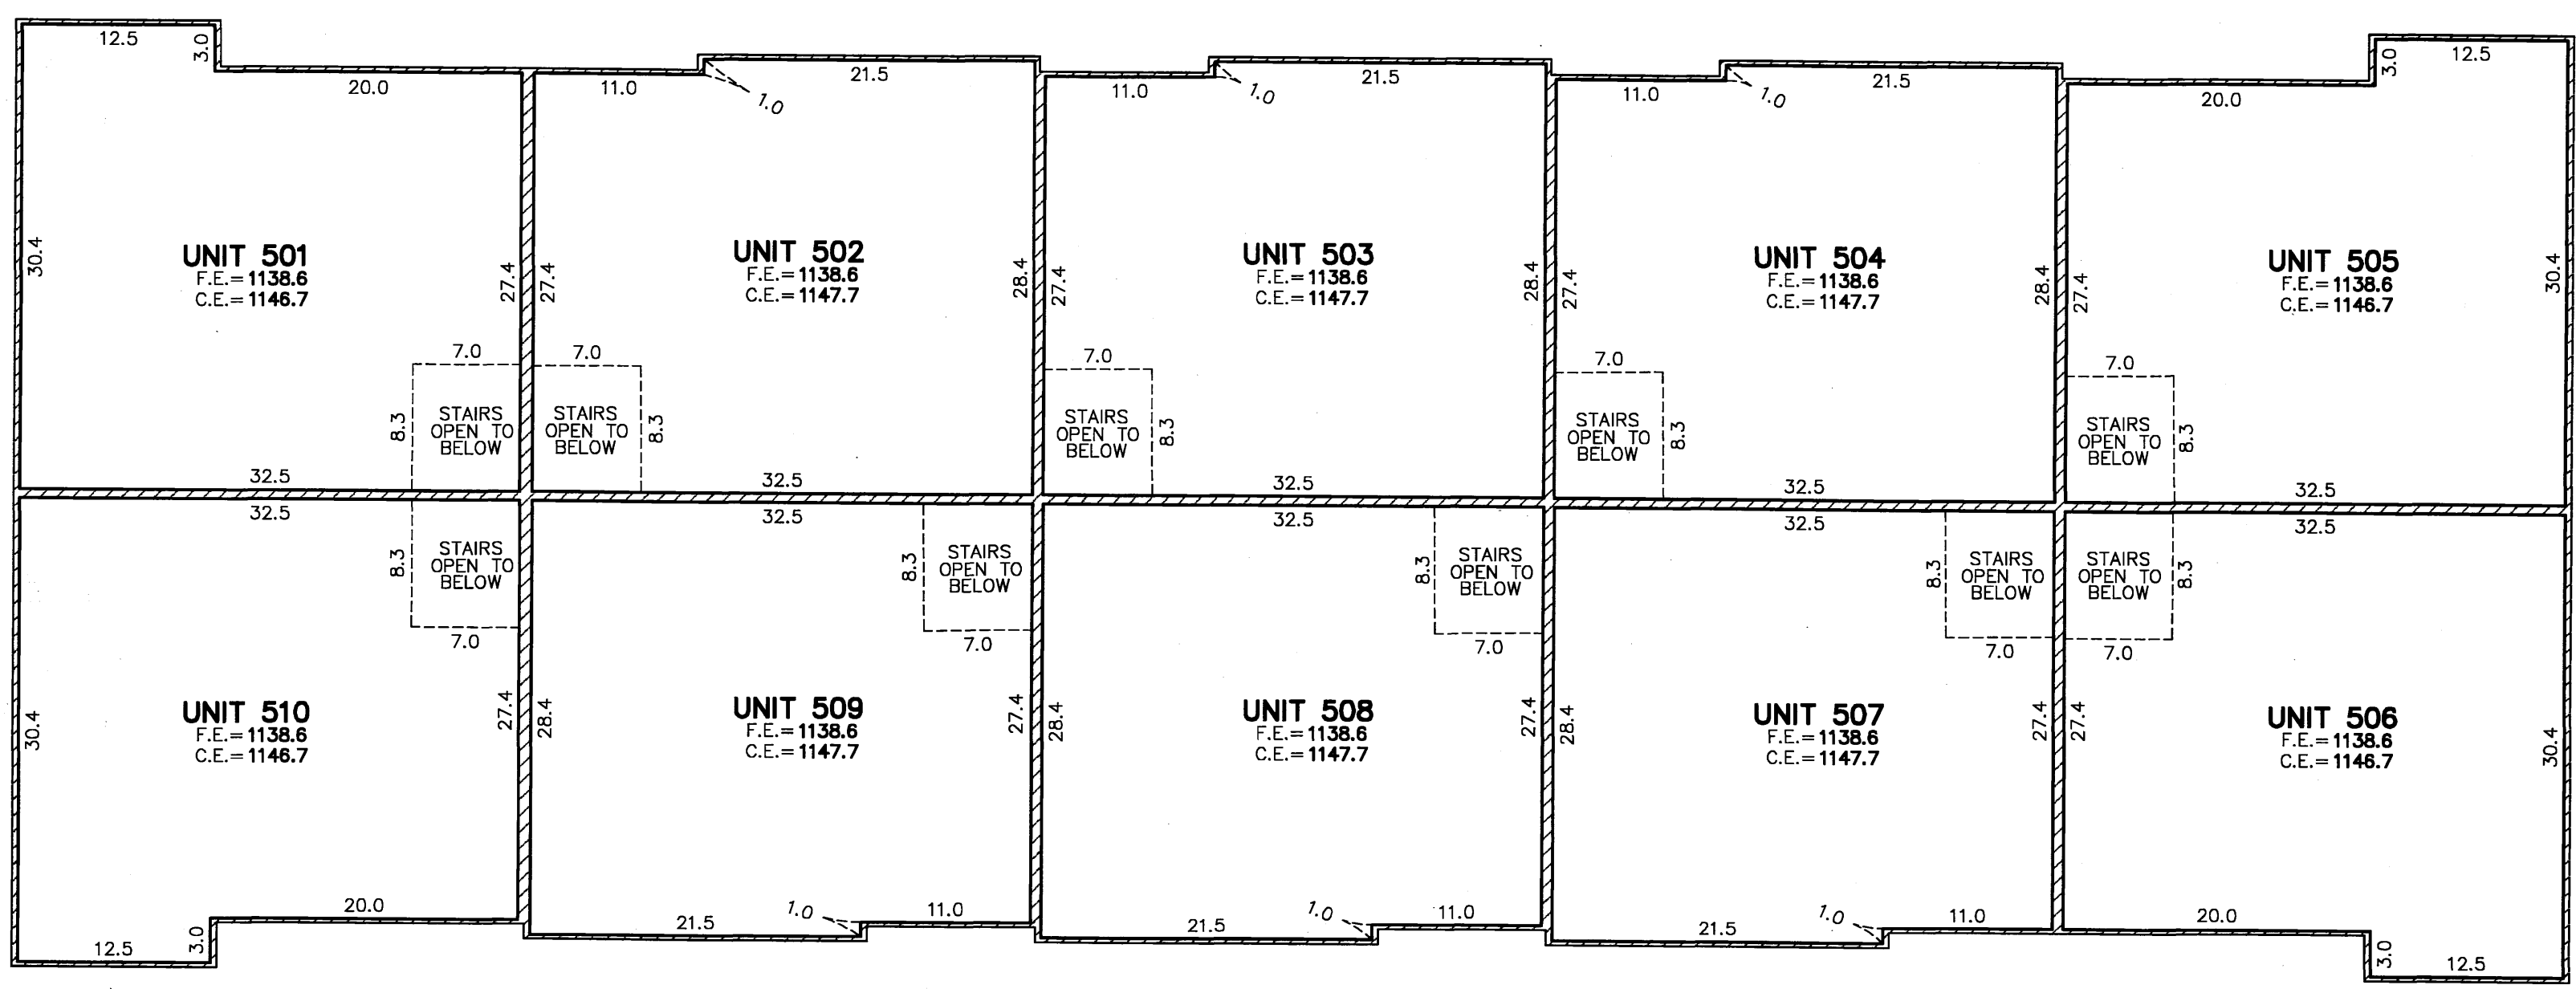 12.5
3.0
20.0
11.0
1.0
21.5
11.0
1.0
21.5
11.0
1.0
21.5
20.0
3.0
12.5
30.4
UNIT 501
F.E.= 1138.6
C.E.= 1146.7
27.4
27.4
UNIT 502
F.E.= 1138.6
C.E.= 1147.7
28.4
27.4
UNIT 503
F.E.= 1138.6
C.E.= 1147.7
28.4
27.4
UNIT 504
F.E.= 1138.6
C.E.= 1147.7
28.4
27.4
UNIT 505
F.E.= 1138.6
C.E.= 1146.7
30.4
7.0
8.3
STAIRS
OPEN TO
BELOW
7.0
STAIRS
OPEN TO
BELOW
8.3
7.0
STAIRS
OPEN TO
BELOW
8.3
7.0
STAIRS
OPEN TO
BELOW
8.3
7.0
STAIRS
OPEN TO
BELOW
8.3
32.5
32.5
32.5
32.5
32.5
32.5
32.5
32.5
32.5
32.5
8.3
STAIRS
OPEN TO
BELOW
7.0
8.3
STAIRS
OPEN TO
BELOW
7.0
8.3
STAIRS
OPEN TO
BELOW
7.0
8.3
STAIRS
OPEN TO
BELOW
7.0
STAIRS
OPEN TO
BELOW
8.3
7.0
30.4
UNIT 510
F.E.= 1138.6
C.E.= 1146.7
27.4
28.4
UNIT 509
F.E.= 1138.6
C.E.= 1147.7
27.4
28.4
UNIT 508
F.E.= 1138.6
C.E.= 1147.7
27.4
28.4
UNIT 507
F.E.= 1138.6
C.E.= 1147.7
27.4
27.4
UNIT 506
F.E.= 1138.6
C.E.= 1146.7
30.4
12.5
3.0
20.0
21.5
1.0
11.0
21.5
1.0
11.0
21.5
1.0
11.0
20.0
3.0
12.5